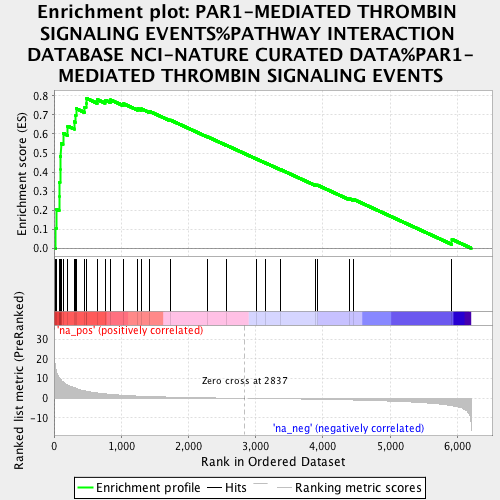 Enrichment plot: PAR1-MEDIATED THROMBIN
SIGNALING EVENTS%PATHWAY INTERACTION
DATABASE NCI-NATURE CURATED DATA%PAR1-
MEDIATED THROMBIN SIGNALING EVENTS
Enrichment score (ES)
0.8
0.7
0.6
0.5
0.4
0.3
0.2
0.1
0.0
'na_pos' (positively correlated)
Ranked list metric (PreRanked)
30
20
10
0
-10
Zero cross at 2837
'na_neg' (negatively correlated)
0 1,000 2,000 3,000 4,000 5,000 6,000
Rank in Ordered Dataset
Enrichment profile Hits Ranking metric scores